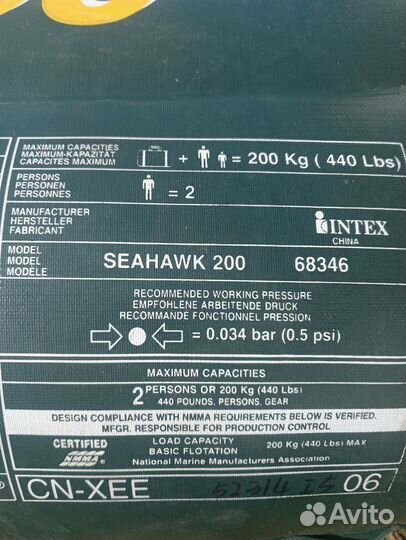 MAXIMUM CAPACITIES
MAXIMUM-KAPAZITÄT
CAPACITES MAXIMUM
+ = 200 Kg ( 440 Lbs)
PERSONS
PERSONEN
PERSONNES
= 2
MANUFACTURER
HERSTELLER
FABRICANT
INTEX
CHINA
MODEL
MODEL
MODÈLE
SEAHAWK 200 68346
RECOMMENDED WORKING PRESSURE
EMPFOHLENE ARBEITENDE DRUCK
RECOMMANDE FONCTIONNEL PRESSION
= 0.034 bar (0.5 psi)
MAXIMUM CAPACITIES
2 PERSONS OR 200 Kg (440 Lbs)
440 POUNDS, PERSONS, GEAR
DESIGN COMPLIANCE WITH NMMA REQUIREMENTS BELOW IS VERIFIED.
MFGR. RESPONSIBLE FOR PRODUCTION CONTROL
CERTIFIED
NMMA
LOAD CAPACITY 200 Kg (440 Lbs) MAX
BASIC FLOTATION
National Marine Manufacturers Association
CN-XEE 06
Avito